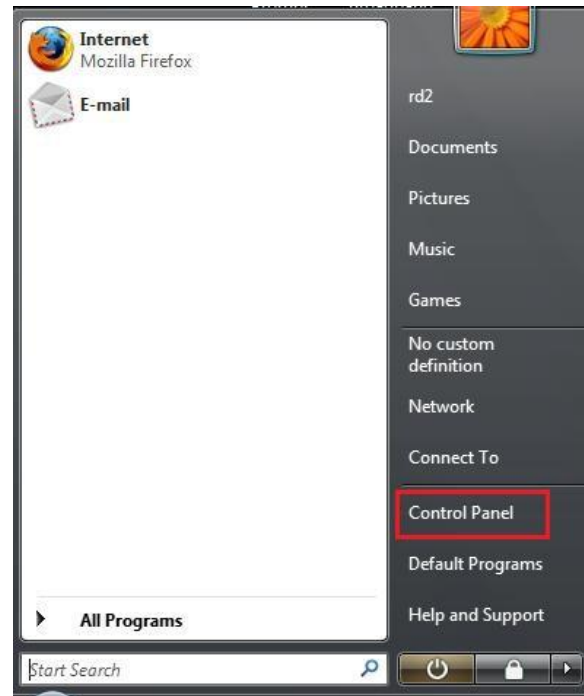 Internet
Mozilla Firefox
E-mail
All Programs
Start Search
rd2
Documents
Pictures
Music
Games
No custom
definition
Network
Connect To
Control Panel
Default Programs
Help and Support